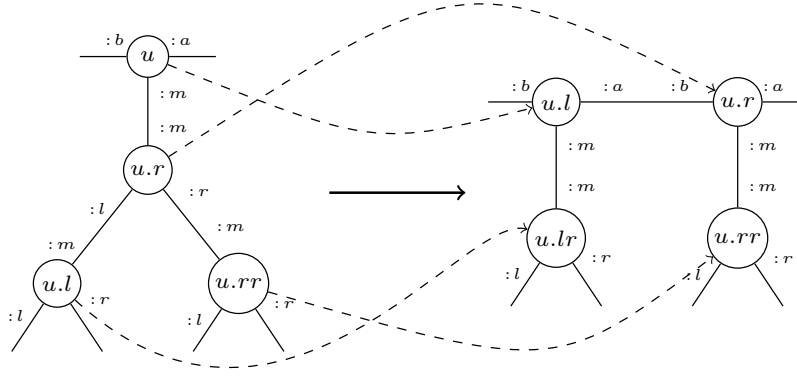 : b u : a
: m
: m
u.r
: l : r
: m : m
u.l : r u.rr : r
: l : l
: b u.l : a : b u.r : a
: m : m
: m : m
u.lr u.rr
: l : r : l : r